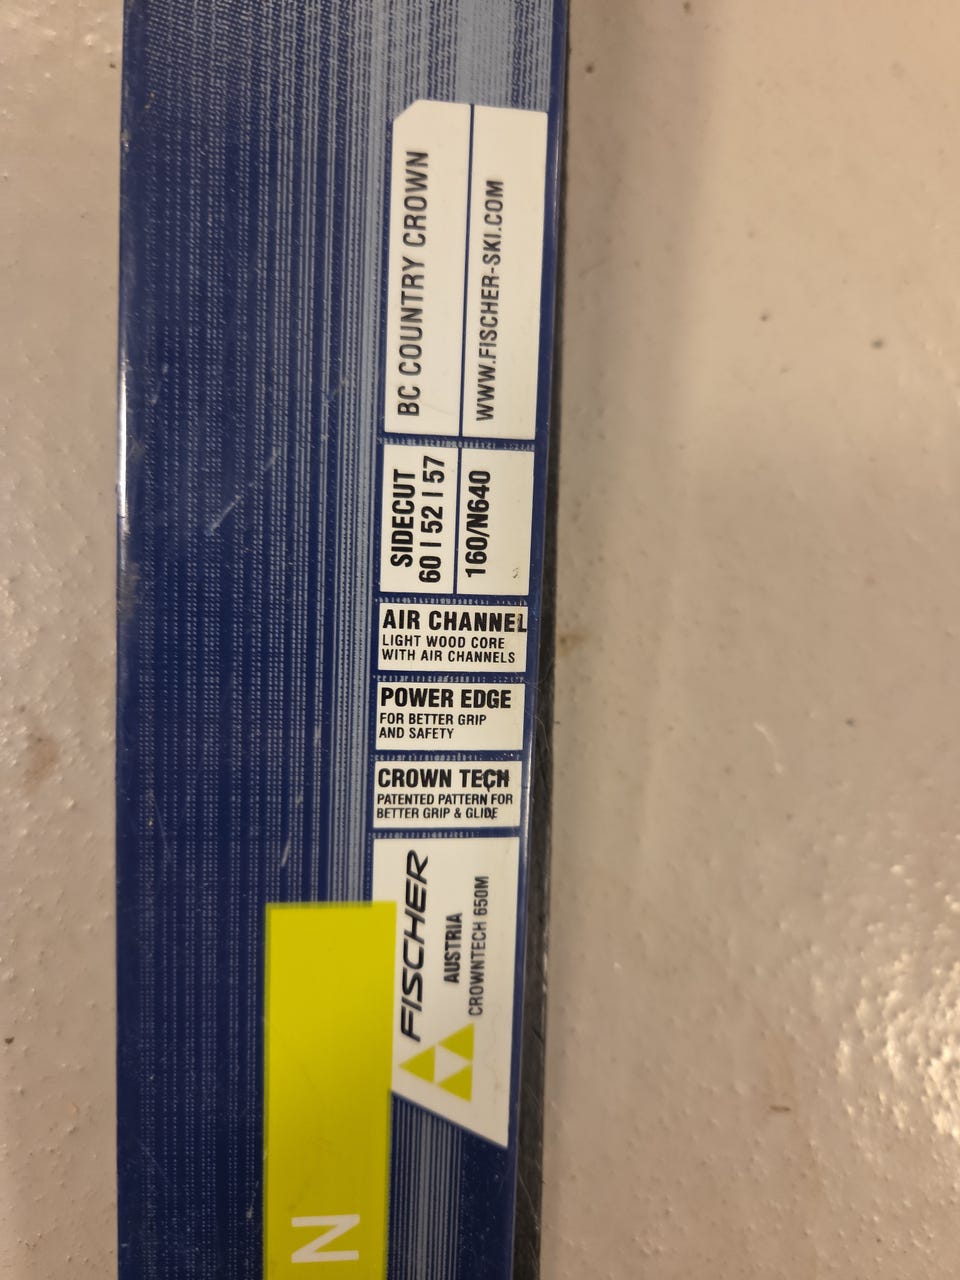 BC COUNTRY CROWN
WWW.FISCHER-SKI.COM
SIDECUT
60 | 52 | 57
160/N640
AIR CHANNEL
LIGHT WOOD CORE
WITH AIR CHANNELS
POWER EDGE
FOR BETTER GRIP
AND SAFETY
CROWN TECH
PATENTED PATTERN FOR
BETTER GRIP & GLIDE
FISCHER
AUSTRIA
CROWNTECH 650M
N